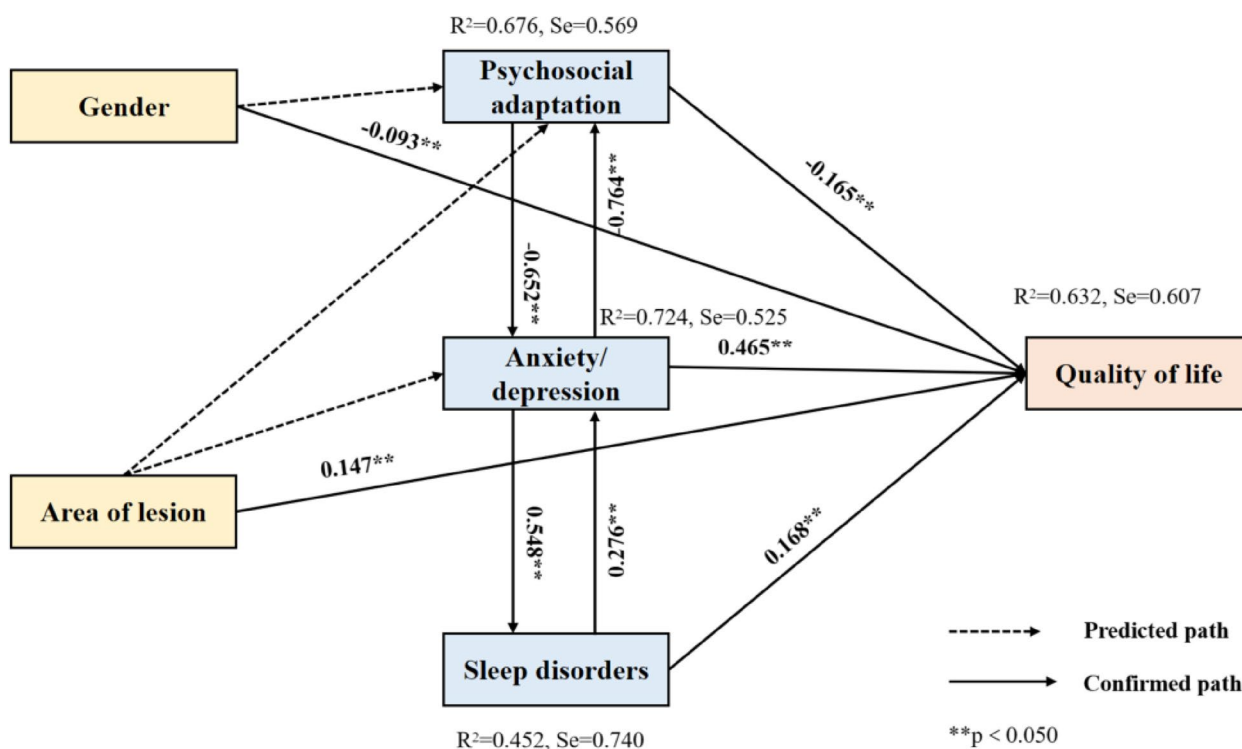 R²=0.676, Se=0.569
Psychosocial
adaptation
Gender
-0.093**
-0.764**
-0.165**
-0.652**
R²=0.632, Se=0.607
R²=0.724, Se=0.525
Anxiety/
depression
0.465**
Quality of life
0.147**
Area of lesion
0.548**
0.276**
0.168**
Sleep disorders
Predicted path
Confirmed path
R²=0.452, Se=0.740
**p < 0.050